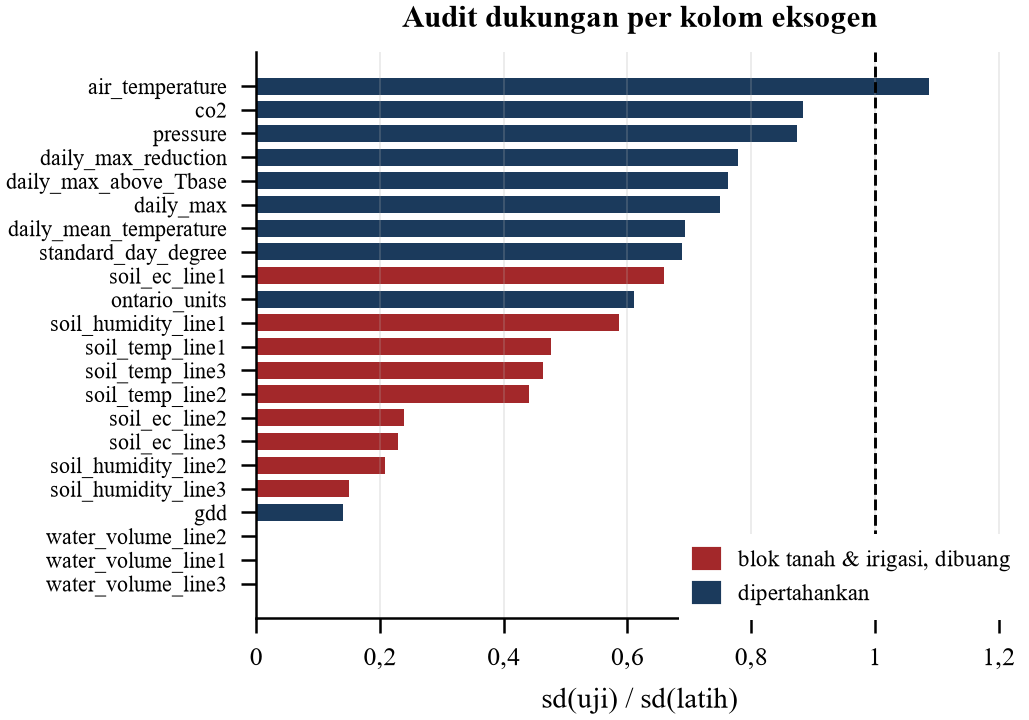 Audit dukungan per kolom eksogen
air_temperature
co2
pressure
daily_max_reduction
daily_max_above_Tbase
daily_max
daily_mean_temperature
standard_day_degree
soil_ec_line1
ontario_units
soil_humidity_line1
soil_temp_line1
soil_temp_line3
soil_temp_line2
soil_ec_line2
soil_ec_line3
soil_humidity_line2
soil_humidity_line3
gdd
water_volume_line2
water_volume_line1
water_volume_line3
blok tanah & irigasi, dibuang
dipertahankan
0 0,2 0,4 0,6 0,8 1 1,2
sd(uji) / sd(latih)